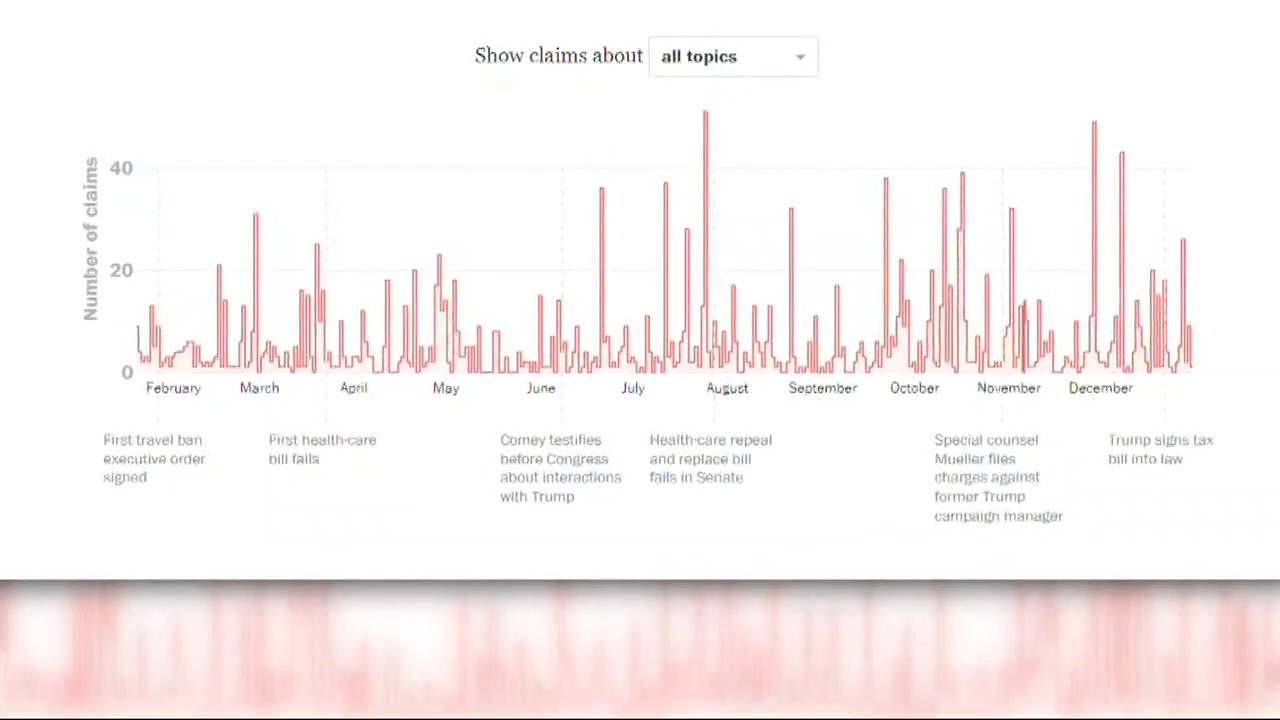 Show claims about all topics
Number of claims
40
20
0
February March April May June July August September October November December
First travel ban
executive order
signed
First health-care
bill fails
Comey testifies
before Congress
about interactions
with Trump
Health-care repeal
and replace bill
fails in Senate
Special counsel
Mueller files
charges against
former Trump
campaign manager
Trump signs tax
bill into law